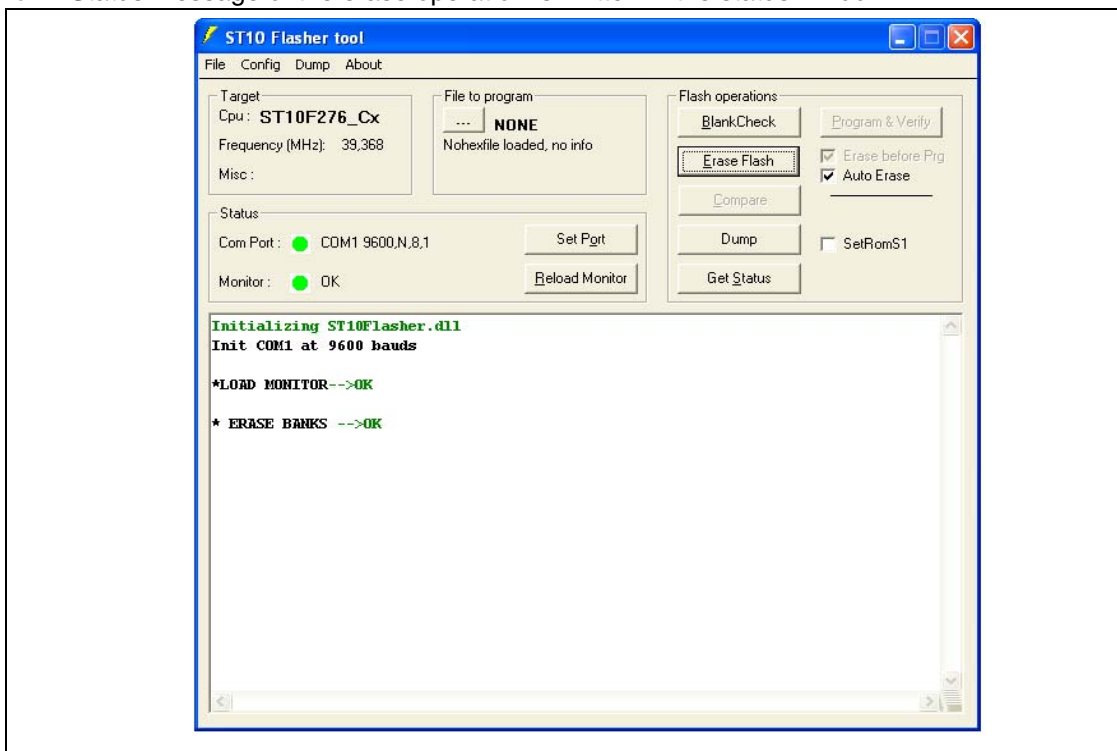 ST10 Flasher tool
File Config Dump About
Target
Cpu : ST10F276_Cx
Frequency (MHz): 39,368
Misc :
File to program
... NONE
Nohexfile loaded, no info
Flash operations
BlankCheck
Program & Verify
Erase Flash
Erase before Prg
Auto Erase
Compare
Dump
SetRomS1
Get Status
Status
Com Port : COM1 9600,N,8,1
Set Port
Monitor : OK
Reload Monitor
Initializing ST10Flasher.dll
Init COM1 at 9600 bauds
*LOAD MONITOR-->OK
* ERASE BANKS -->OK